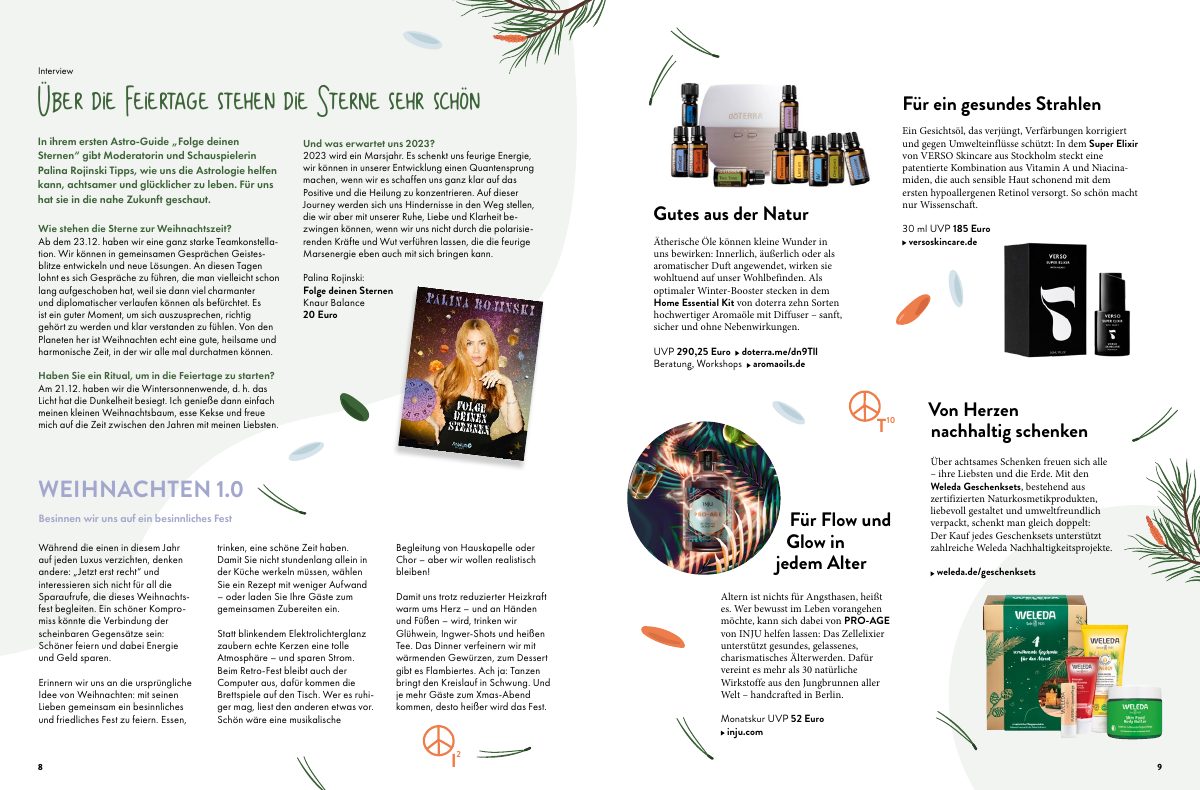 Interview
Über die Feiertage stehen die Sterne sehr schön
In ihrem ersten Astro-Guide „Folge deinen
Sternen“ gibt Moderatorin und Schauspielerin
Palina Rojinski Tipps, wie uns die Astrologie helfen
kann, achtsamer und glücklicher zu leben. Für uns
hat sie in die nahe Zukunft geschaut.
Wie stehen die Sterne zur Weihnachtszeit?
Ab dem 23.12. haben wir eine ganz starke Teamkonstella-
tion. Wir können in gemeinsamen Gesprächen Geistes-
blitze entwickeln und neue Lösungen. An diesen Tagen
lohnt es sich Gespräche zu führen, die man vielleicht schon
lang aufgeschoben hat, weil sie dann viel charmanter
und diplomatischer verlaufen können als befürchtet. Es
ist ein guter Moment, um sich auszusprechen, richtig
gehört zu werden und klar verstanden zu fühlen. Von den
Planeten her ist Weihnachten echt eine gute, heilsame und
harmonische Zeit, in der wir alle mal durchatmen können.
Haben Sie ein Ritual, um in die Feiertage zu starten?
Am 21.12. haben wir die Wintersonnenwende, d. h. das
Licht hat die Dunkelheit besiegt. Ich genieße dann einfach
meinen kleinen Weihnachtsbaum, esse Kekse und freue
mich auf die Zeit zwischen den Jahren mit meinen Liebsten.
Und was erwartet uns 2023?
2023 wird ein Marsjahr. Es schenkt uns feurige Energie,
wir können in unserer Entwicklung einen Quantensprung
machen, wenn wir es schaffen uns ganz klar auf das
Positive und die Heilung zu konzentrieren. Auf dieser
Journey werden sich uns Hindernisse in den Weg stellen,
die wir aber mit unserer Ruhe, Liebe und Klarheit be-
zwingen können, wenn wir uns nicht durch die polarisie-
renden Kräfte und Wut verführen lassen, die die feurige
Marsenergie eben auch mit sich bringen kann.
Palina Rojinski:
Folge deinen Sternen
Knaur Balance
20 Euro
PALINA ROJINSKI
FOLGE
DEINEN
STERNEN
WEIHNACHTEN 1.0
Besinnen wir uns auf ein besinnliches Fest
Während die einen in diesem Jahr
auf jeden Luxus verzichten, denken
andere: „Jetzt erst recht“ und
interessieren sich nicht für all die
Sparaufrufe, die dieses Weihnachts-
fest begleiten. Ein schöner Kompro-
miss könnte die Verbindung der
scheinbaren Gegensätze sein:
Schöner feiern und dabei Energie
und Geld sparen.
Erinnern wir uns an die ursprüngliche
Idee von Weihnachten: mit seinen
Lieben gemeinsam ein besinnliches
und friedliches Fest zu feiern. Essen,
trinken, eine schöne Zeit haben.
Damit Sie nicht stundenlang allein in
der Küche werkeln müssen, wählen
Sie ein Rezept mit weniger Aufwand
– oder laden Sie Ihre Gäste zum
gemeinsamen Zubereiten ein.
Statt blinkendem Elektrolichterglanz
zaubern echte Kerzen eine tolle
Atmosphäre – und sparen Strom.
Beim Retro-Fest bleibt auch der
Computer aus, dafür kommen die
Brettspiele auf den Tisch. Wer es ruhi-
ger mag, liest den anderen etwas vor.
Schön wäre eine musikalische
Begleitung von Hauskapelle oder
Chor – aber wir wollen realistisch
bleiben!
Damit uns trotz reduzierter Heizkraft
warm ums Herz – und an Händen
und Füßen – wird, trinken wir
Glühwein, Ingwer-Shots und heißen
Tee. Das Dinner verfeinern wir mit
wärmenden Gewürzen, zum Dessert
gibt es Flambiertes. Ach ja: Tanzen
bringt den Kreislauf in Schwung. Und
je mehr Gäste zum Xmas-Abend
kommen, desto heißer wird das Fest.
I2
8
DOTERRA
Gutes aus der Natur
Ätherische Öle können kleine Wunder in
uns bewirken: Innerlich, äußerlich oder als
aromatischer Duft angewendet, wirken sie
wohltuend auf unser Wohlbefinden. Als
optimaler Winter-Booster stecken in dem
Home Essential Kit von doterra zehn Sorten
hochwertiger Aromaöle mit Diffuser – sanft,
sicher und ohne Nebenwirkungen.
UVP 290,25 Euro ▸ doterra.me/dn9Tll
Beratung, Workshops ▸ aromaoils.de
Für ein gesundes Strahlen
Ein Gesichtsöl, das verjüngt, Verfärbungen korrigiert
und gegen Umwelteinflüsse schützt: In dem Super Elixir
von VERSO Skincare aus Stockholm steckt eine
patentierte Kombination aus Vitamin A und Niacina-
miden, die auch sensible Haut schonend mit dem
ersten hypoallergenen Retinol versorgt. So schön macht
nur Wissenschaft.
30 ml UVP 185 Euro
▸ versoskincare.de
VERSO
SUPER ELIXIR
7
VERSO
SUPER ELIXIR
T10
INJU
PRO-AGE
Für Flow und
Glow in
jedem Alter
Altern ist nichts für Angsthasen, heißt
es. Wer bewusst im Leben vorangehen
möchte, kann sich dabei von PRO-AGE
von INJU helfen lassen: Das Zellelixier
unterstützt gesundes, gelassenes,
charismatisches Älterwerden. Dafür
vereint es mehr als 30 natürliche
Wirkstoffe aus den Jungbrunnen aller
Welt – handcrafted in Berlin.
Monatskur UVP 52 Euro
▸ inju.com
Von Herzen
nachhaltig schenken
Über achtsames Schenken freuen sich alle
– ihre Liebsten und die Erde. Mit den
Weleda Geschenksets, bestehend aus
zertifizierten Naturkosmetikprodukten,
liebevoll gestaltet und umweltfreundlich
verpackt, schenkt man gleich doppelt:
Der Kauf jedes Geschenksets unterstützt
zahlreiche Weleda Nachhaltigkeitsprojekte.
▸ weleda.de/geschenksets
WELEDA
4
WELEDA
WELEDA
WELEDA
Skin Food
Body Butter
9